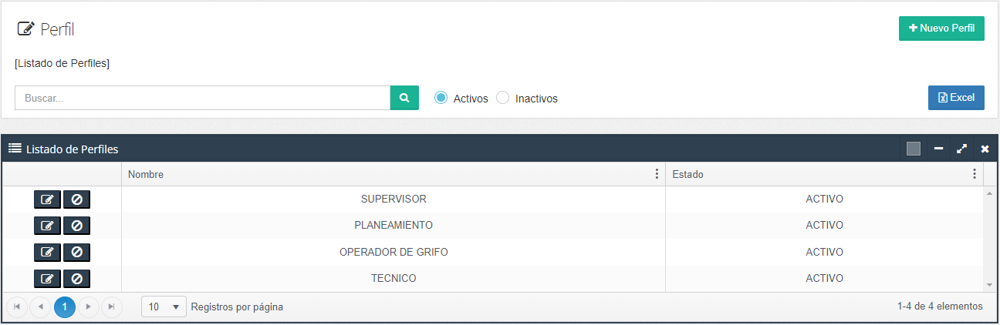 Perfil
Nuevo Perfil
[Listado de Perfiles]
Buscar...
Activos Inactivos
Excel
Listado de Perfiles
Nombre Estado
SUPERVISOR ACTIVO
PLANEAMIENTO ACTIVO
OPERADOR DE GRIFO ACTIVO
TECNICO ACTIVO
1 10 Registros por página 1-4 de 4 elementos